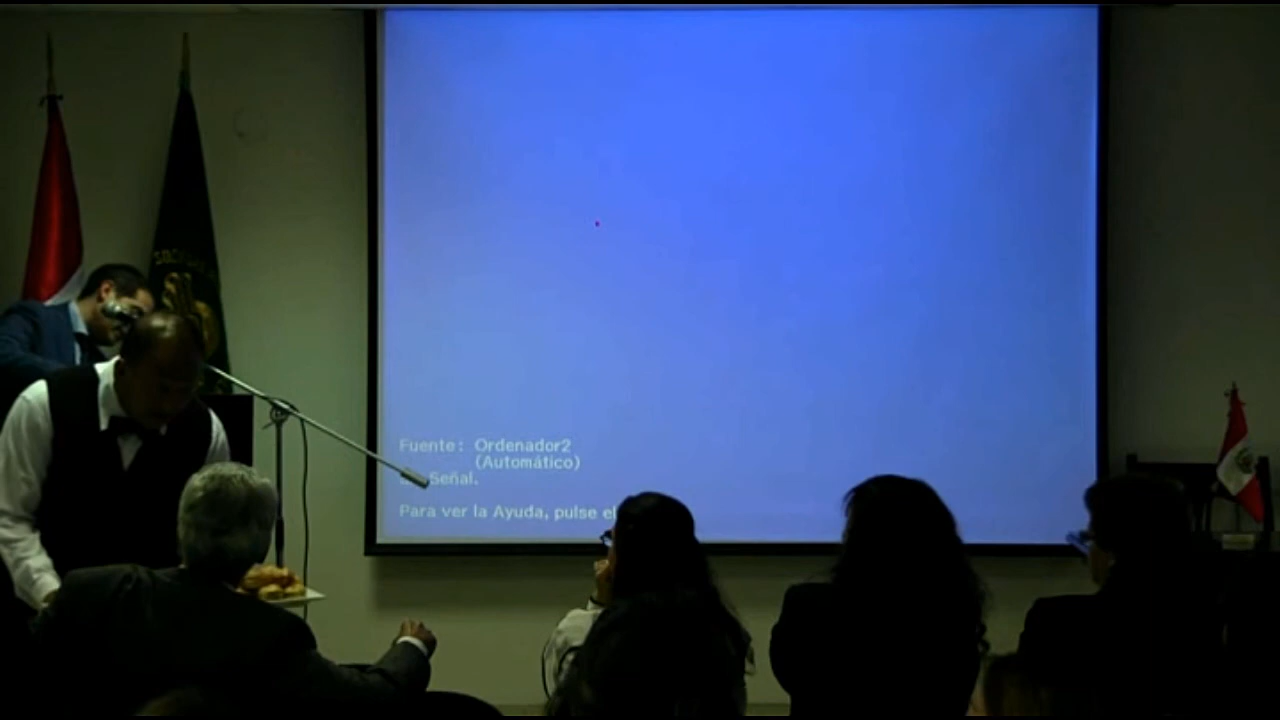 Fuente: Ordenador2
(Automático)
Señal.
Para ver la Ayuda, pulse el